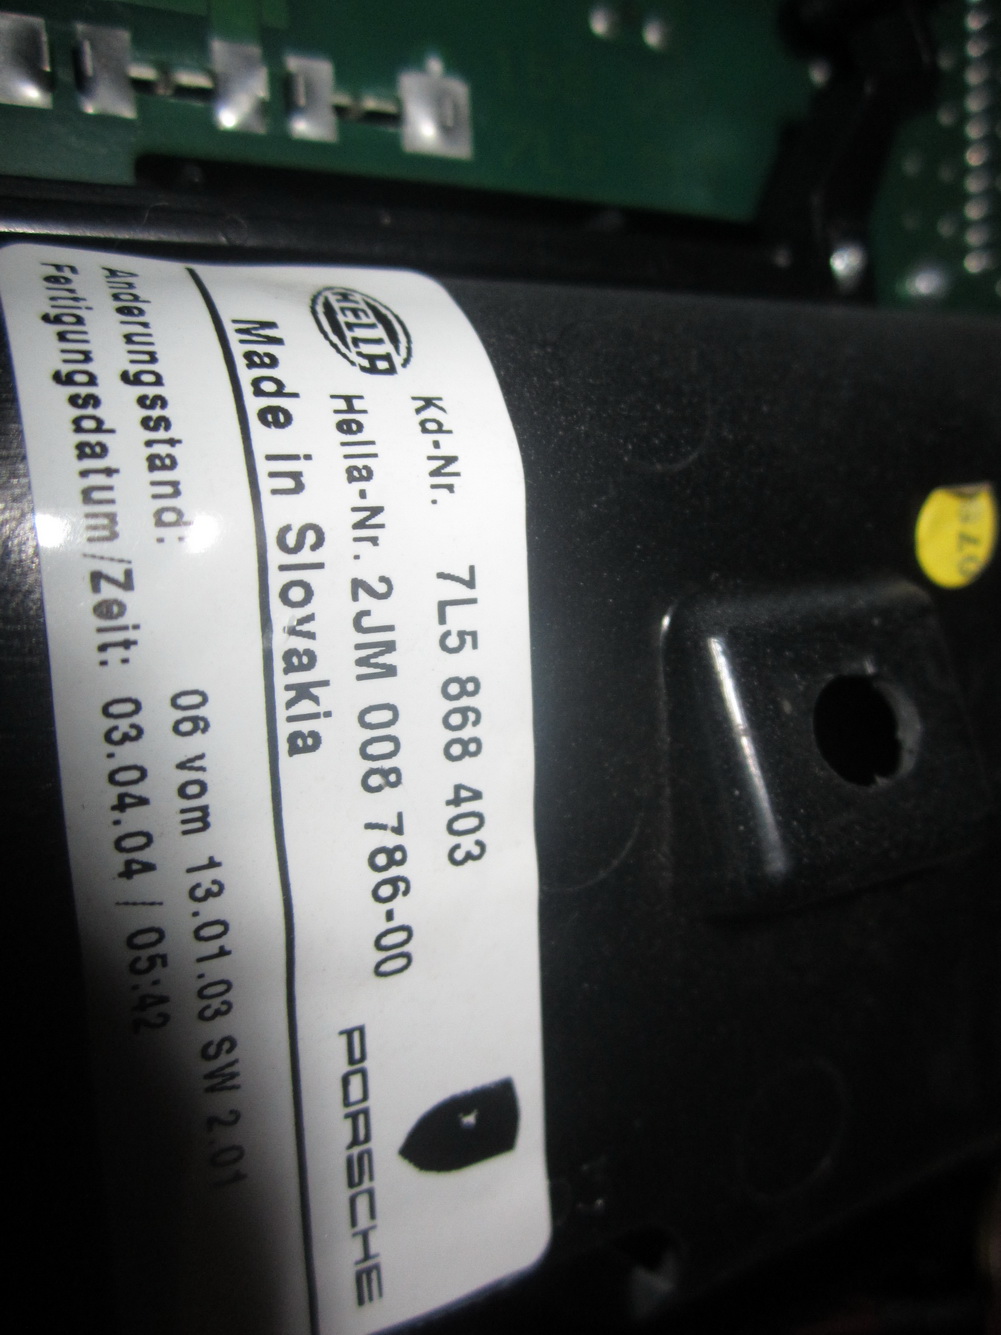 Kd-Nr. 7L5 868 403
HELLA Hella-Nr. 2JM 008 786-00
PORSCHE
Made in Slovakia
Änderungsstand: 06 vom 13.01.03 SW 2.01
Fertigungsdatum/Zeit: 03.04.04 / 05:42